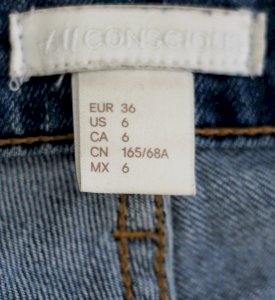 CONSCIOUS
EUR 36
US 6
CA 6
CN 165/68A
MX 6